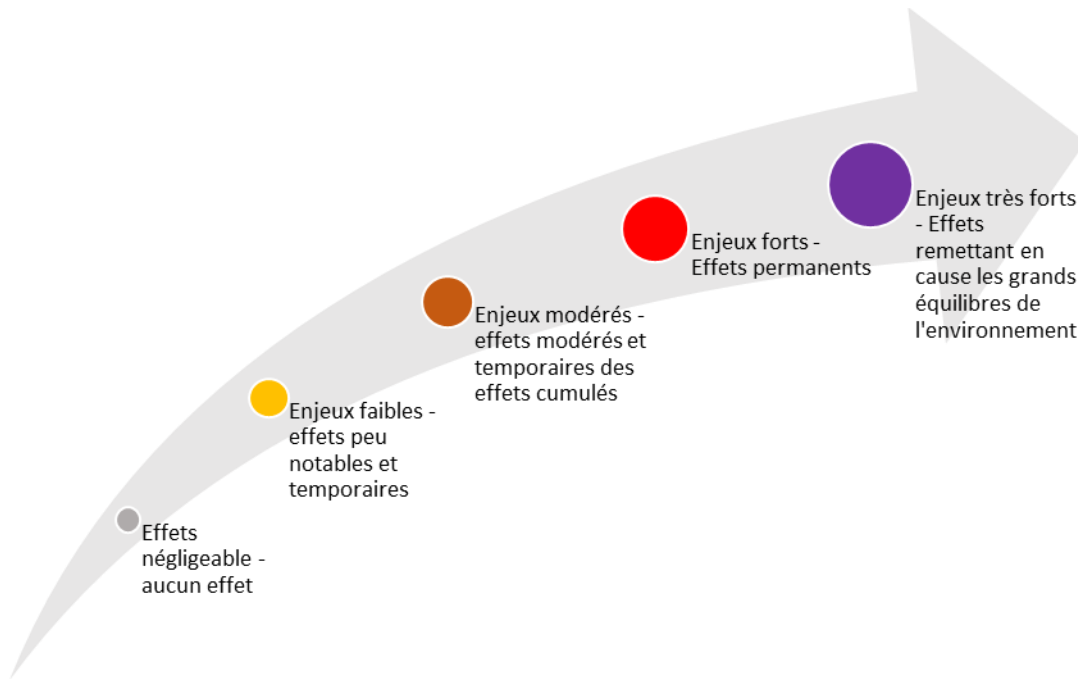 Effets
négligeable -
aucun effet
Enjeux faibles -
effets peu
notables et
temporaires
Enjeux modérés -
effets modérés et
temporaires des
effets cumulés
Enjeux forts -
Effets permanents
Enjeux très forts
- Effets
remettant en
cause les grands
équilibres de
l'environnement